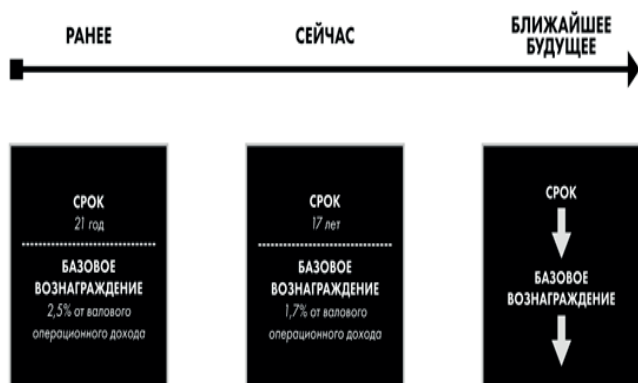 РАНЕЕ
СЕЙЧАС
БЛИЖАЙШЕЕ
БУДУЩЕЕ
СРОК
21 год
БАЗОВОЕ
ВОЗНАГРАЖДЕНИЕ
2,5% от валового
операционного дохода
СРОК
17 лет
БАЗОВОЕ
ВОЗНАГРАЖДЕНИЕ
1,7% от валового
операционного дохода
СРОК
БАЗОВОЕ
ВОЗНАГРАЖДЕНИЕ